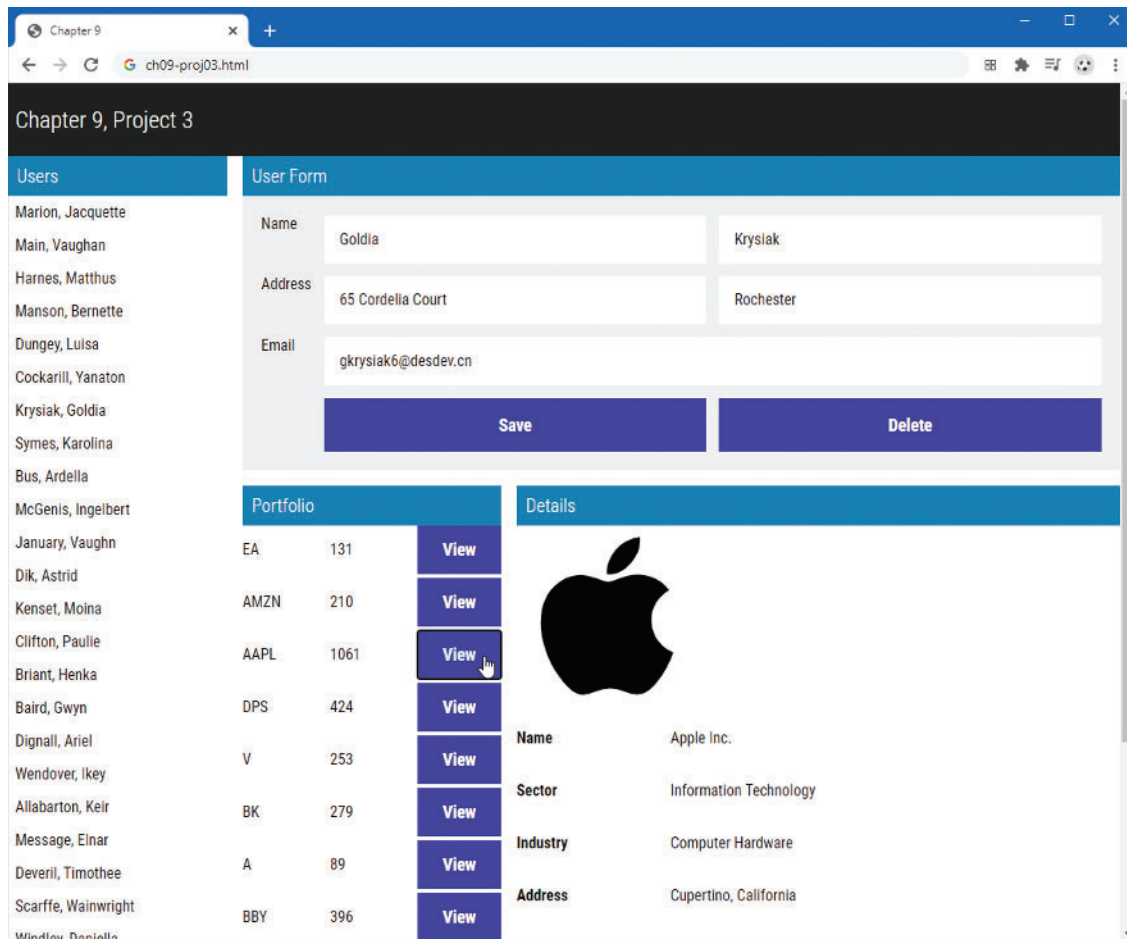 Chapter 9
ch09-proj03.html
Chapter 9, Project 3
Users
Marion, Jacquette
Main, Vaughan
Harnes, Matthus
Manson, Bernette
Dungey, Luisa
Cockarill, Yanaton
Krysiak, Goldia
Symes, Karolina
Bus, Ardella
McGenis, Ingelbert
January, Vaughn
Dik, Astrid
Kenset, Moina
Clifton, Paulie
Briant, Henka
Baird, Gwyn
Dignall, Ariel
Wendover, Ikey
Allabarton, Keir
Message, Elnar
Deveril, Timothee
Scarffe, Wainwright
User Form
Name Goldia Krysiak
Address 65 Cordelia Court Rochester
Email gkrysiak6@desdev.cn
Save Delete
Portfolio
EA 131 View
AMZN 210 View
AAPL 1061 View
DPS 424 View
V 253 View
BK 279 View
A 89 View
BBY 396 View
Details
Name Apple Inc.
Sector Information Technology
Industry Computer Hardware
Address Cupertino, California